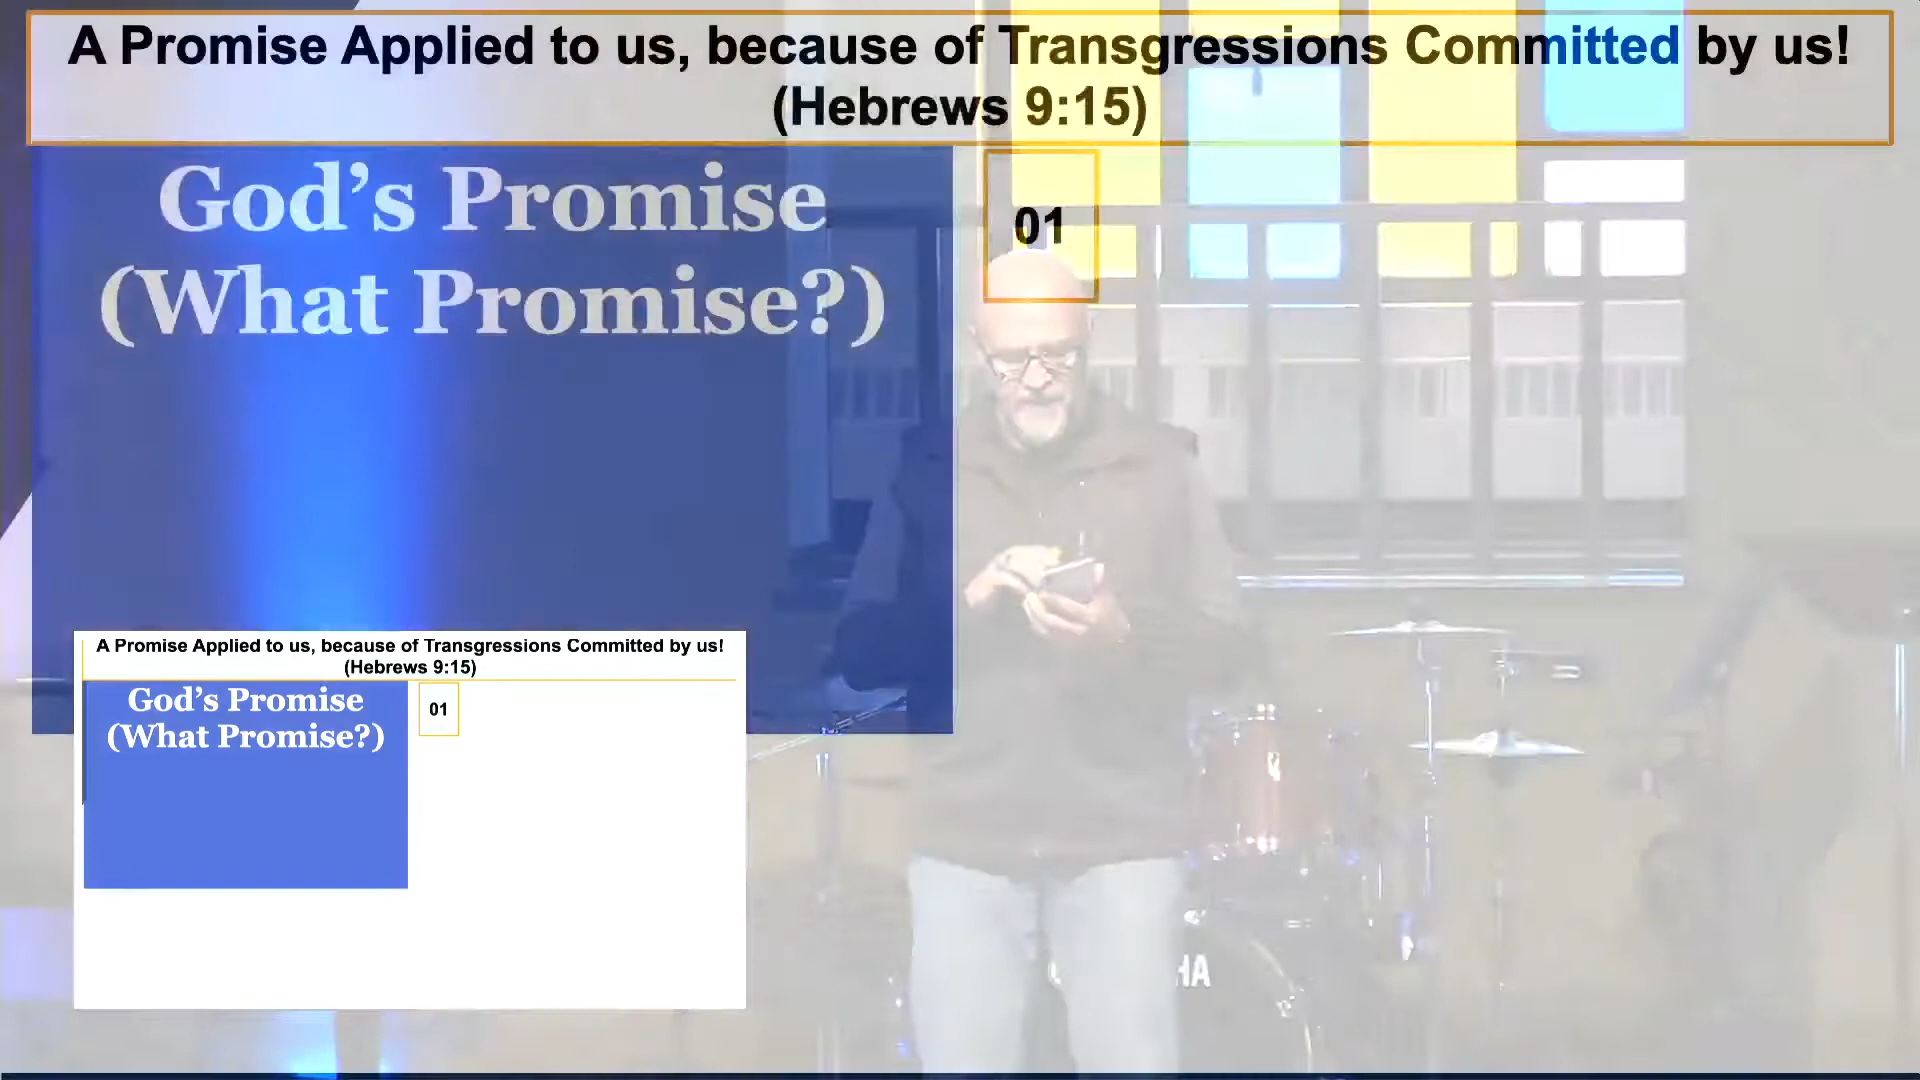 A Promise Applied to us, because of Transgressions Committed by us!
(Hebrews 9:15)
God’s Promise
(What Promise?)
01
A Promise Applied to us, because of Transgressions Committed by us!
(Hebrews 9:15)
God’s Promise
(What Promise?)
01
HA